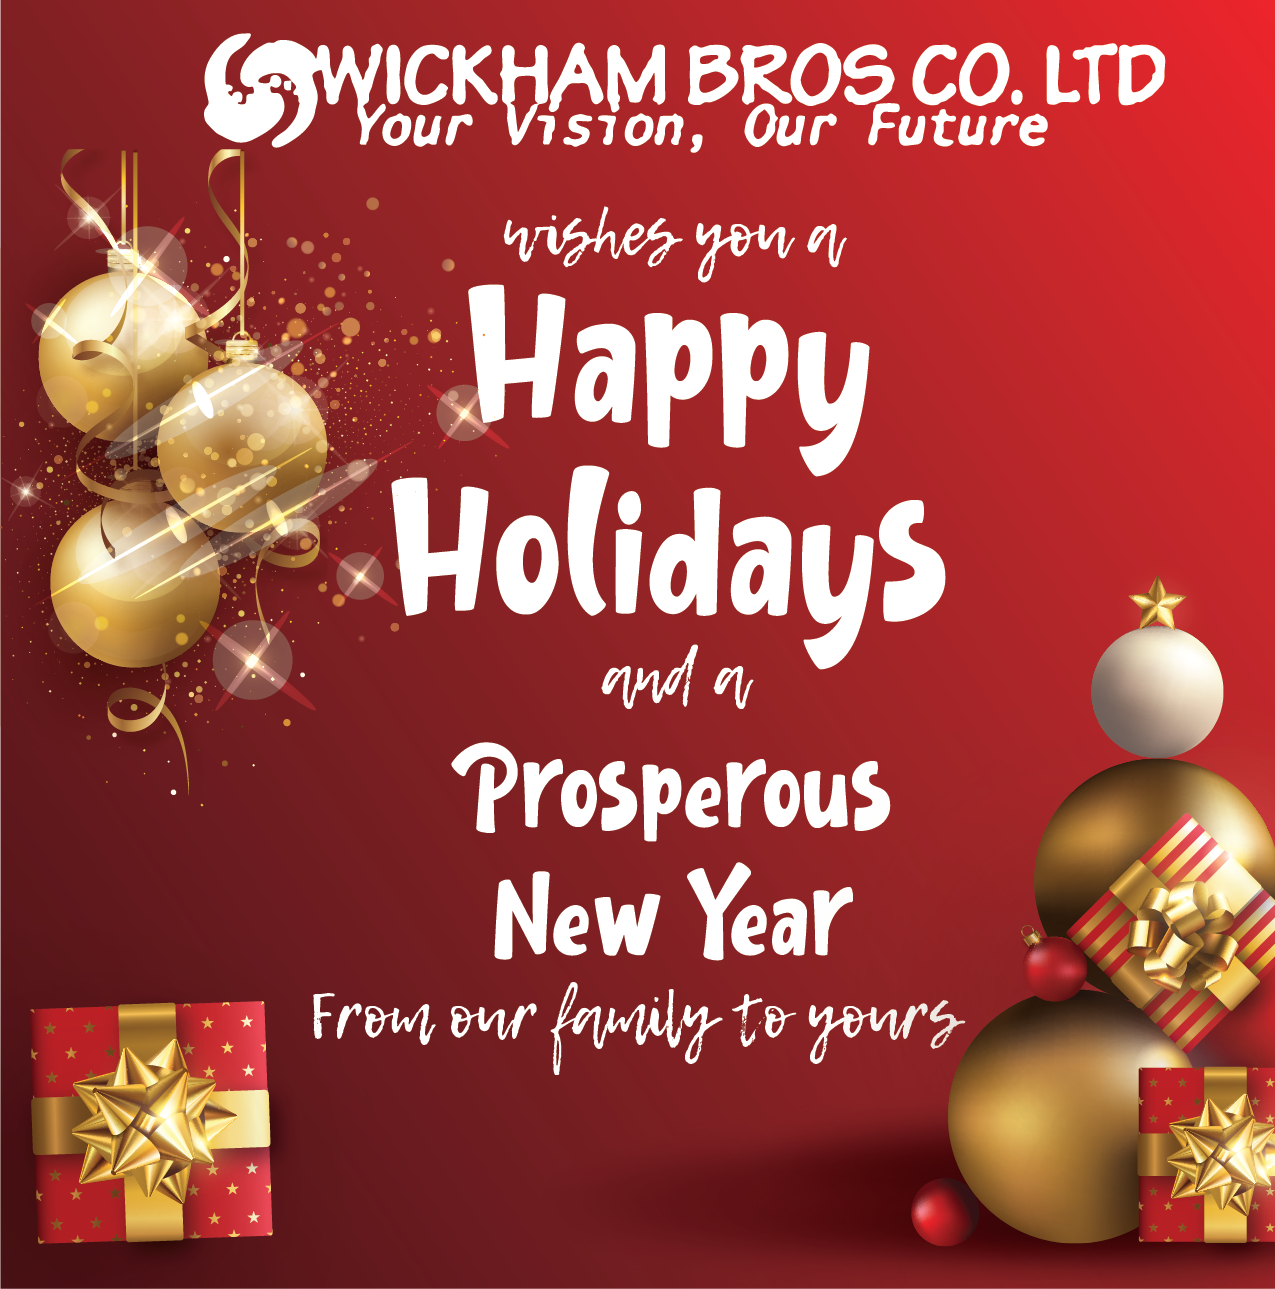 WICKHAM BROS CO. LTD
Your Vision, Our Future
wishes you a
Happy
Holidays
and a
Prosperous
New Year
From our family to yours